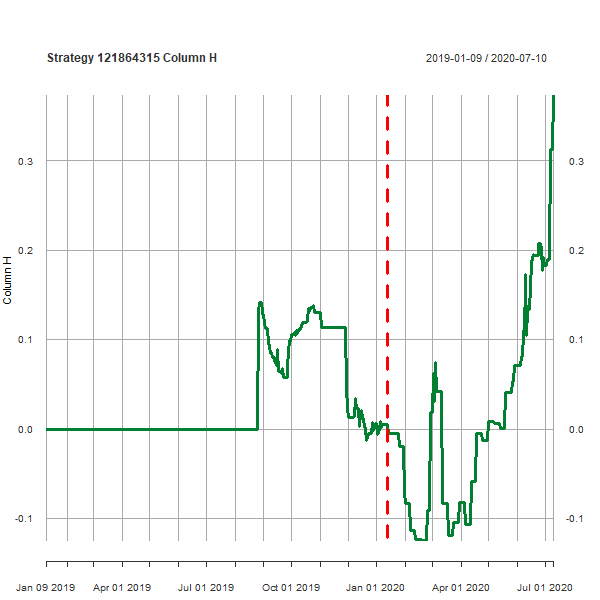 Strategy 121864315 Column H
2019-01-09 / 2020-07-10
0.3 0.3
0.2 0.2
Column H
0.1 0.1
0.0 0.0
-0.1 -0.1
Jan 09 2019 Apr 01 2019 Jul 01 2019 Oct 01 2019 Jan 01 2020 Apr 01 2020 Jul 01 2020